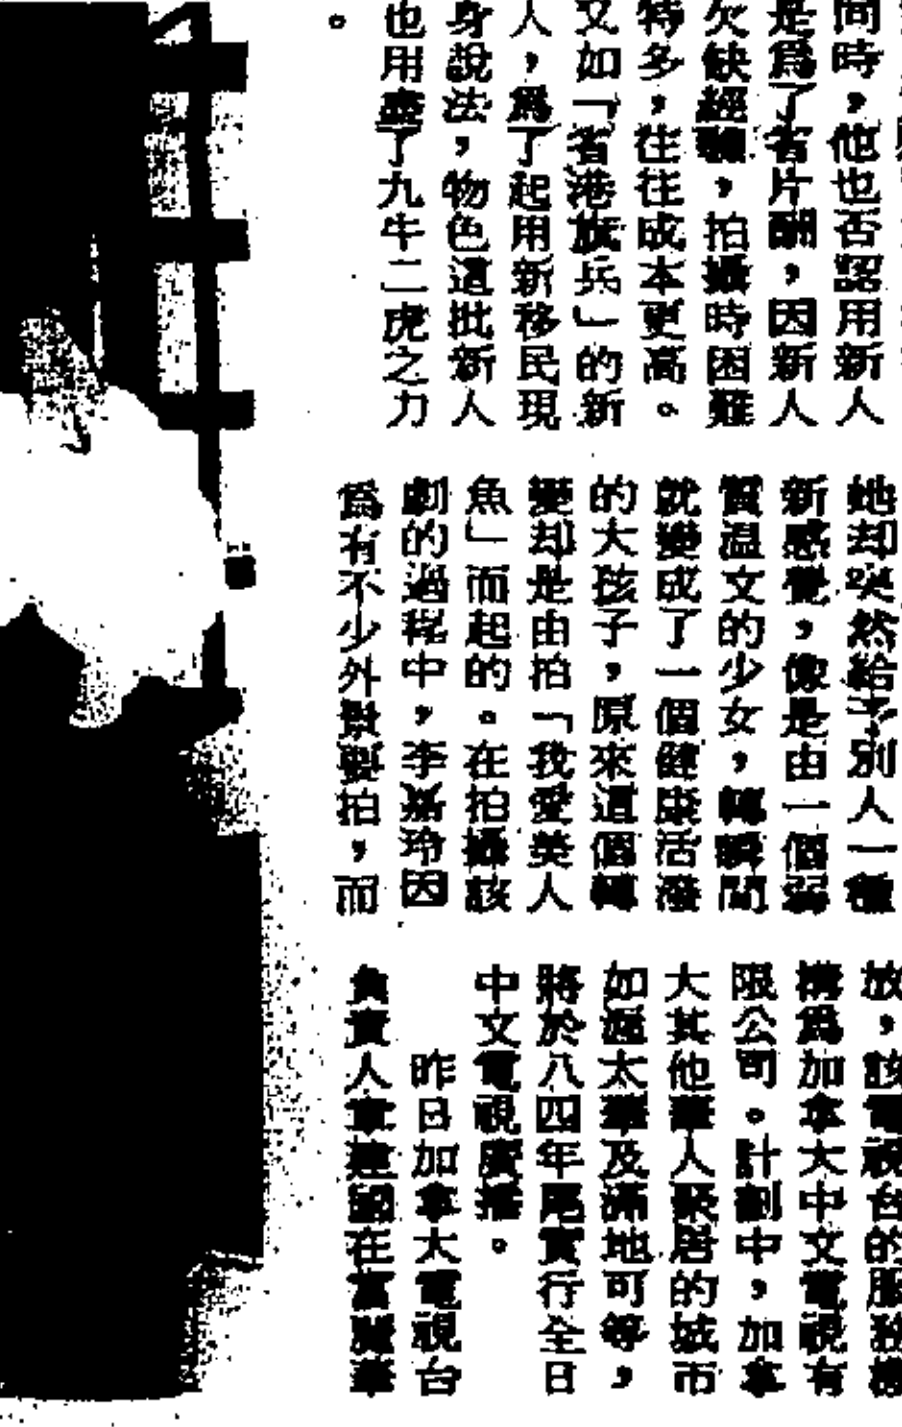 同時，他也否認用新人
是爲了省片酬，因新人
欠缺經驗，拍攝時困難
特多，往往成本更高。
又如「省港旗兵」的新
人，爲了起用新移民現
身說法，物色這批新人
也用盡了九牛二虎之力
。
她却突然給予別人一種
新感覺，像是由一個弱
質温文的少女，轉瞬間
就變成了一個健康活潑
的大孩子，原來這個轉
變却是由拍「我愛美人
魚」而起的。在拍攝該
劇的過程中，李嘉玲因
爲有不少外景要拍，而
放，該電視台的服務機
構爲加拿大中文電視有
限公司。計劃中，加拿
大其他華人聚居的城市
如溫太華及滿地可等，
將於八四年尾實行全日
中文電視廣播。
昨日加拿大電視台
負責人章建國在富麗華